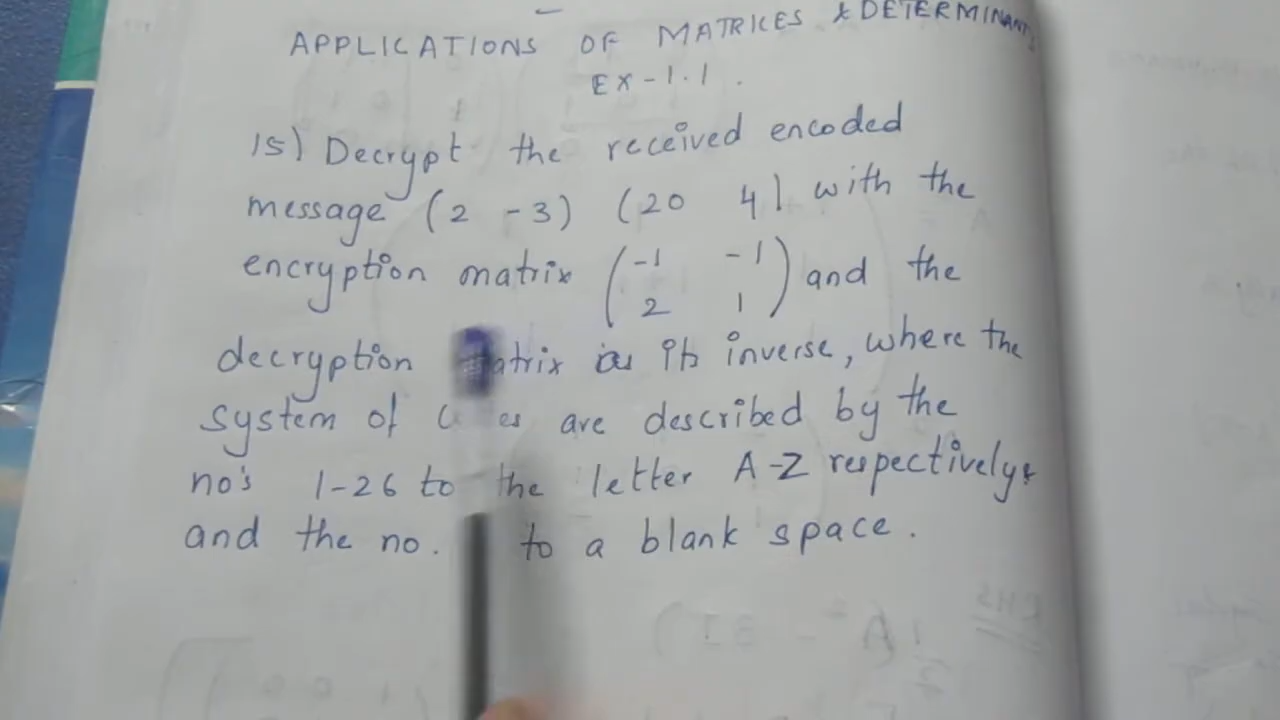 APPLICATIONS OF MATRICES & DETERMINANTS
EX-1.1.
15) Decrypt the received encoded
message (2 -3) (20 4) with the
encryption matrix (-1 -1
2 1) and the
decryption matrix as its inverse, where the
system of are described by the
no's 1-26 to the letter A-Z respectively
and the no. to a blank space.